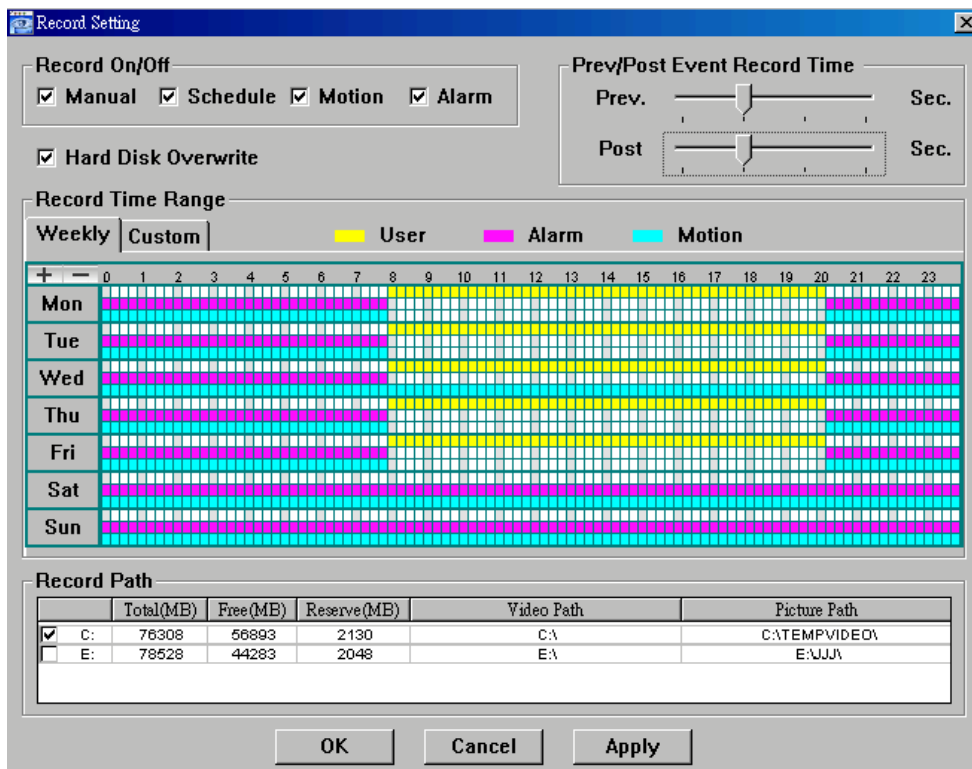 Record Setting
Record On/Off
Manual Schedule Motion Alarm
Hard Disk Overwrite
Prev/Post Event Record Time
Prev. Sec.
Post Sec.
Record Time Range
Weekly Custom User Alarm Motion
+ − 0 1 2 3 4 5 6 7 8 9 10 11 12 13 14 15 16 17 18 19 20 21 22 23
Mon
Tue
Wed
Thu
Fri
Sat
Sun
Record Path
Total(MB) Free(MB) Reserve(MB) Video Path Picture Path
C: 76308 56893 2130 C:\ C:\TEMPVIDEO\
E: 78528 44283 2048 E:\ E:\JJJ\
OK Cancel Apply